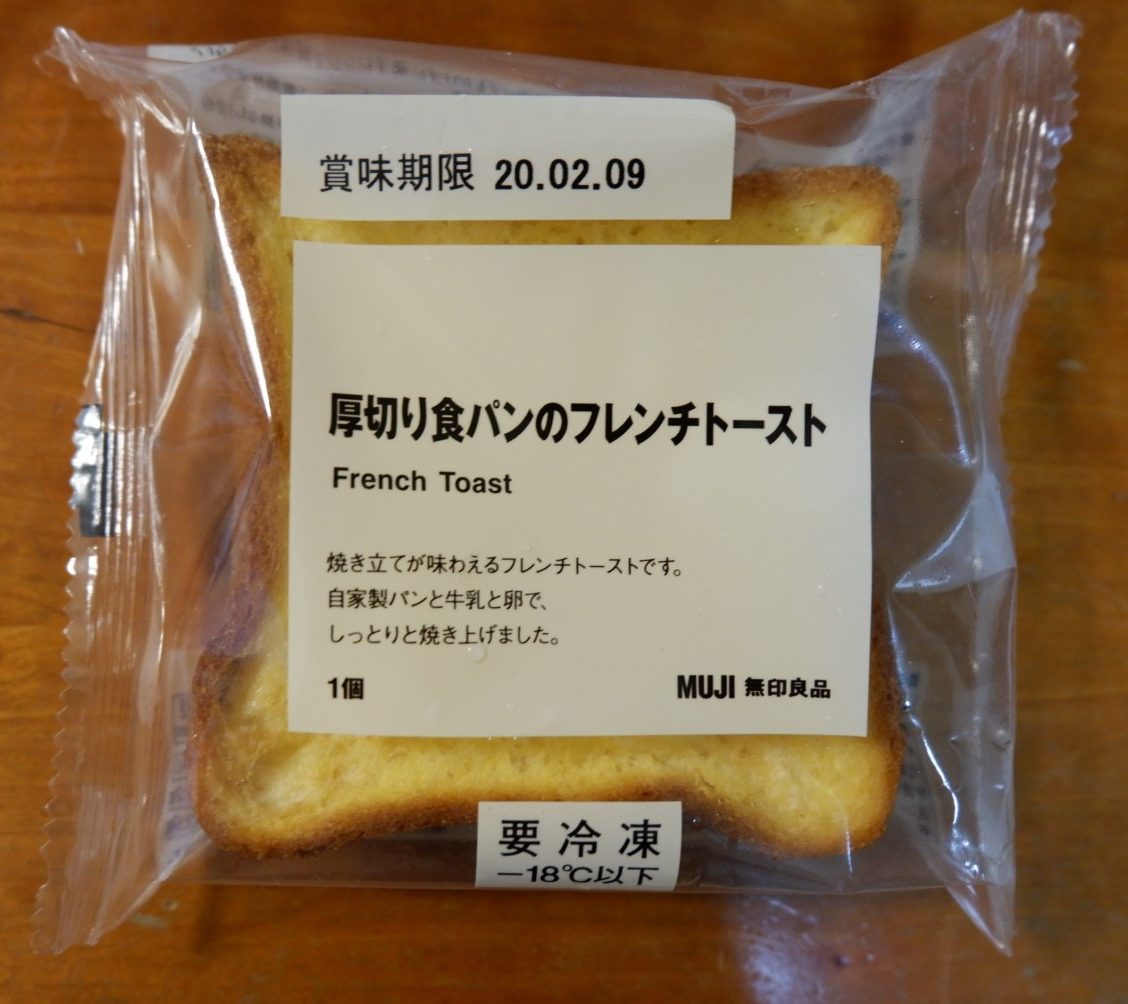 賞味期限 20.02.09
厚切り食パンのフレンチトースト
French Toast
焼き立てが味わえるフレンチトーストです。
自家製パンと牛乳と卵で、
しっとりと焼き上げました。
1個 MUJI 無印良品
要冷凍
－18℃以下